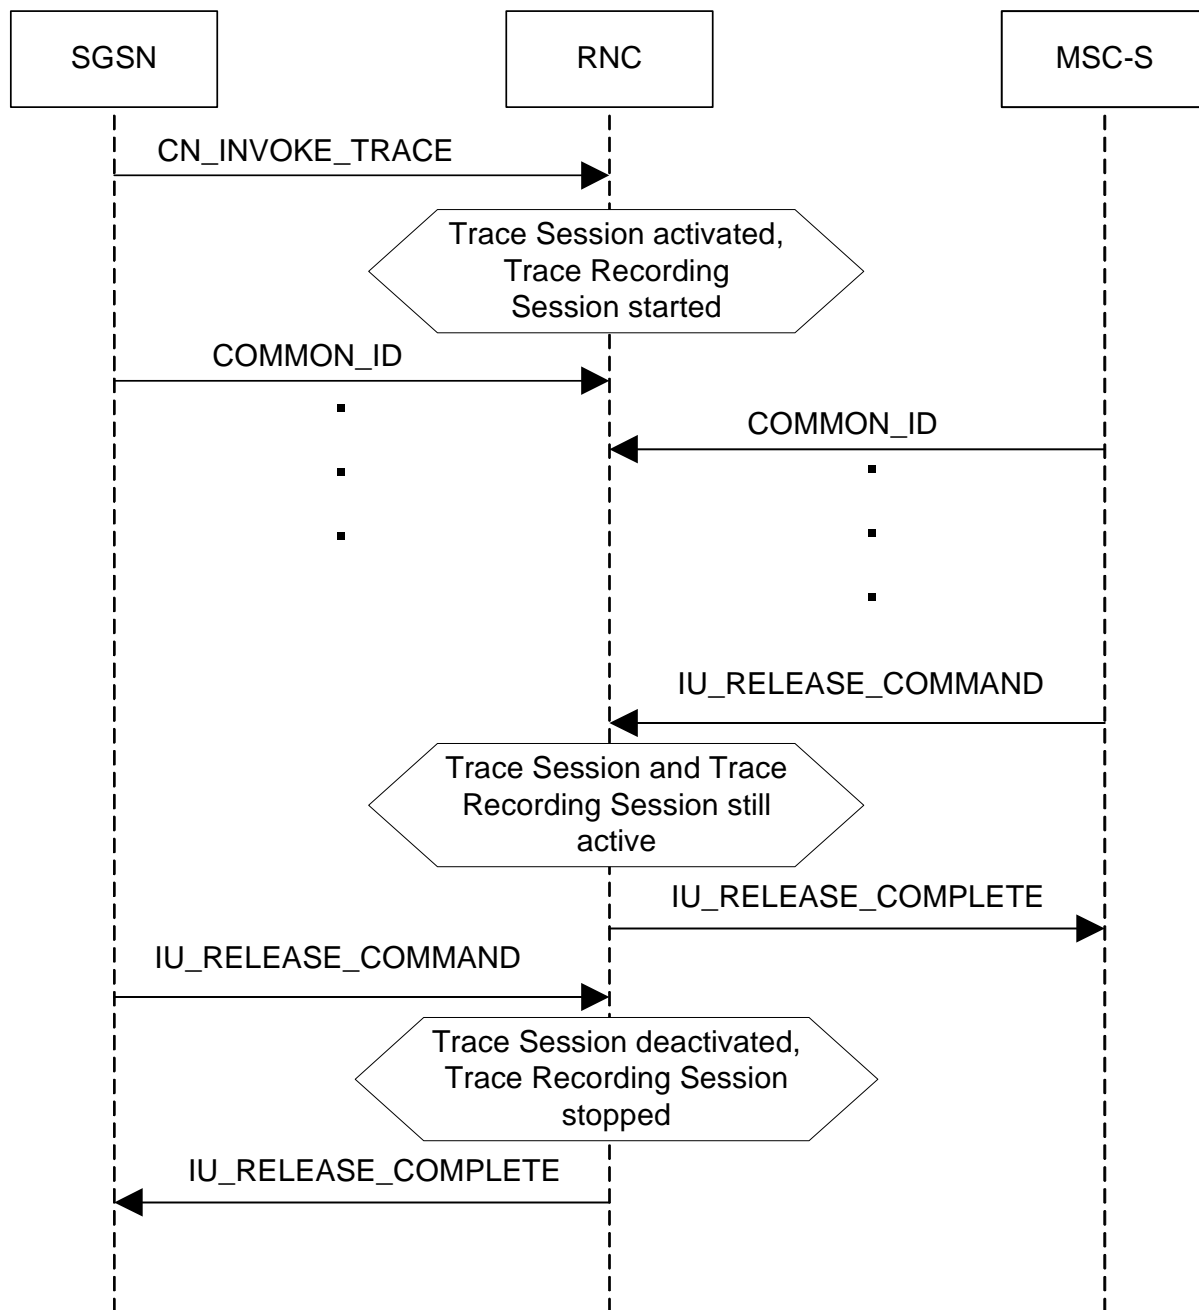 SGSN
RNC
MSC-S
CN_INVOKE_TRACE
Trace Session activated,
Trace Recording
Session started
COMMON_ID
COMMON_ID
IU_RELEASE_COMMAND
Trace Session and Trace
Recording Session still
active
IU_RELEASE_COMPLETE
IU_RELEASE_COMMAND
Trace Session deactivated,
Trace Recording Session
stopped
IU_RELEASE_COMPLETE